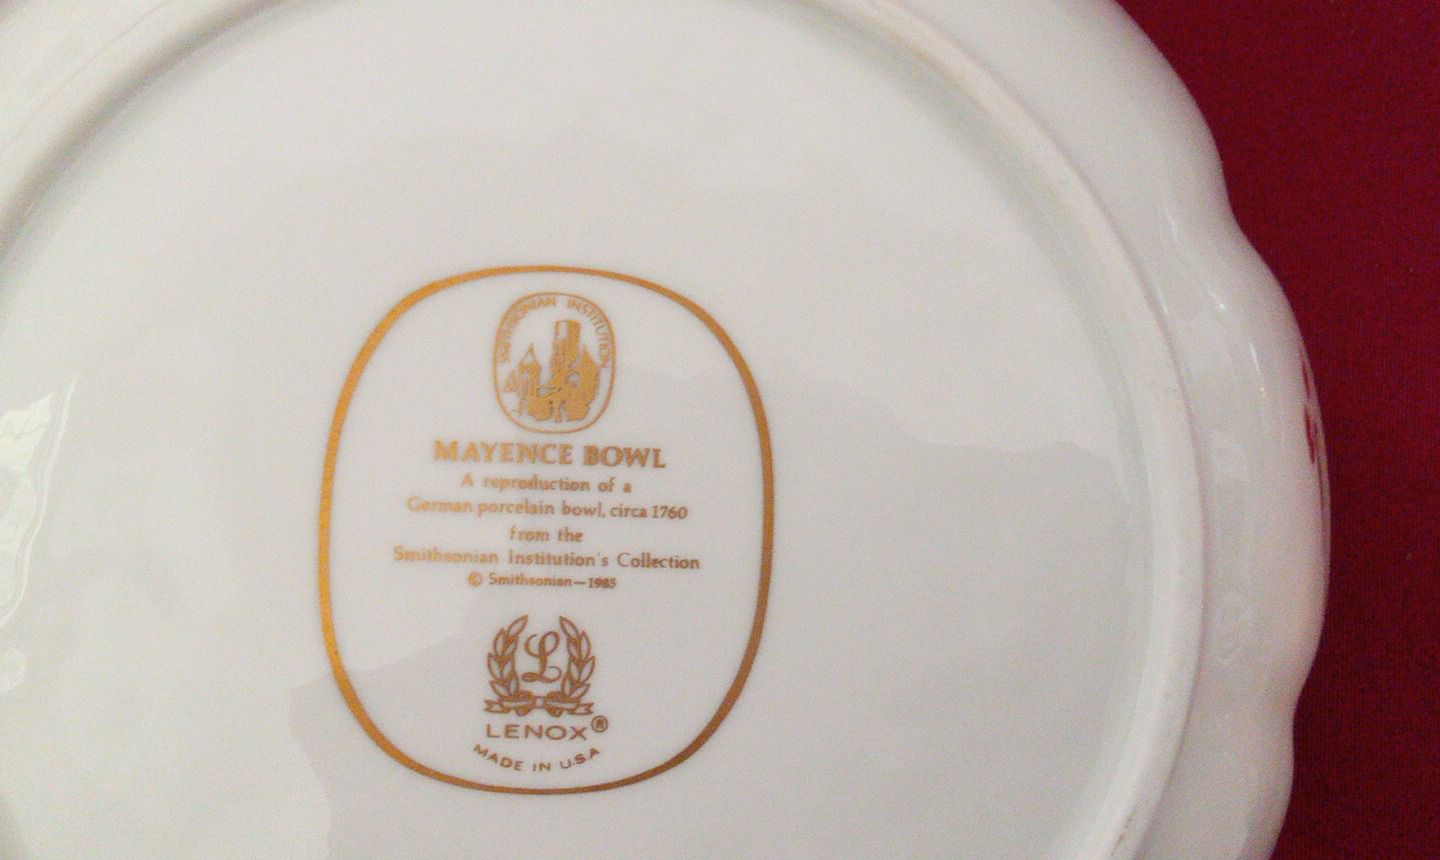 SMITHSONIAN INSTITUTION
MAYENCE BOWL
A reproduction of a
German porcelain bowl, circa 1760
from the
Smithsonian Institution's Collection
© Smithsonian—1985
L
LENOX®
MADE IN U.S.A